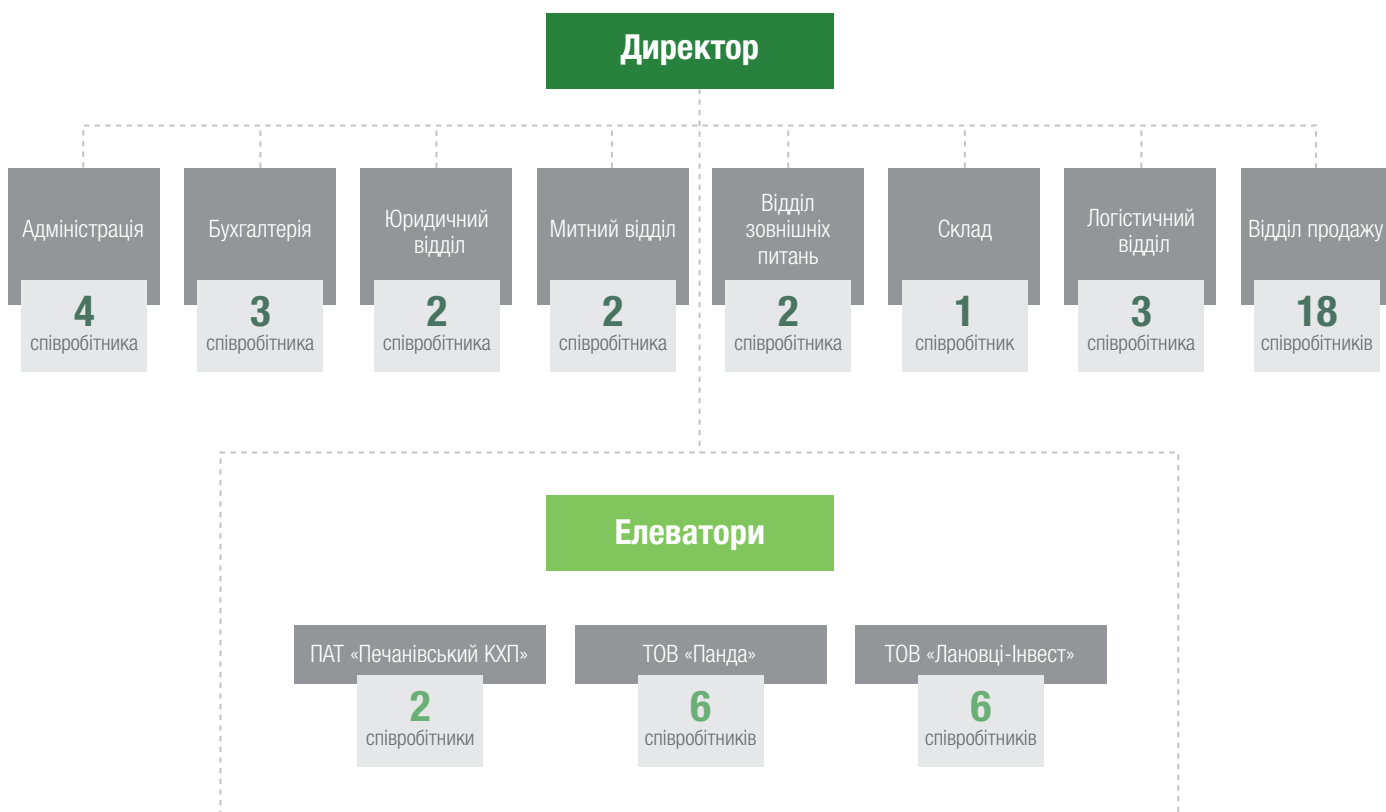 Директор
Адміністрація
4
співробітника
Бухгалтерія
3
співробітника
Юридичний
відділ
2
співробітника
Митний відділ
2
співробітника
Відділ
зовнішніх
питань
2
співробітника
Склад
1
співробітник
Логістичний
відділ
3
співробітника
Відділ продажу
18
співробітників
Елеватори
ПАТ «Печанівський КХП»
2
співробітники
ТОВ «Панда»
6
співробітників
ТОВ «Лановці-Інвест»
6
співробітників